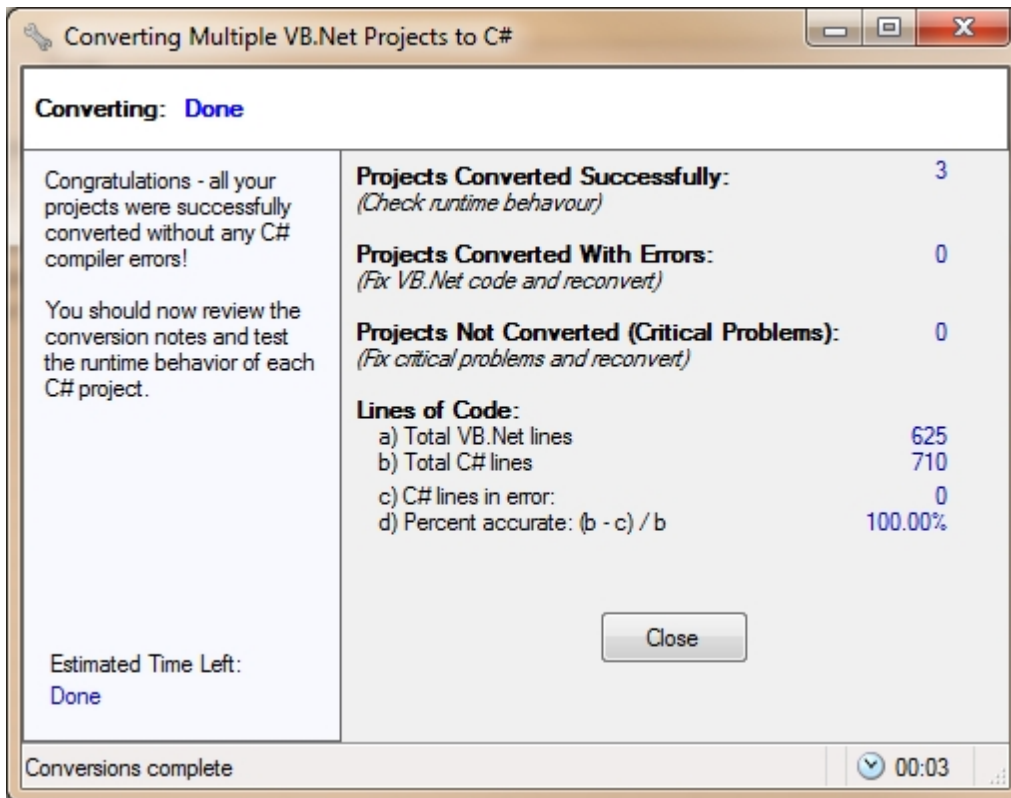 Converting Multiple VB.Net Projects to C#
Converting: Done
Congratulations - all your
projects were successfully
converted without any C#
compiler errors!
You should now review the
conversion notes and test
the runtime behavior of each
C# project.
Estimated Time Left:
Done
Projects Converted Successfully: 3
(Check runtime behavour)
Projects Converted With Errors: 0
(Fix VB.Net code and reconvert)
Projects Not Converted (Critical Problems): 0
(Fix critical problems and reconvert)
Lines of Code:
a) Total VB.Net lines 625
b) Total C# lines 710
c) C# lines in error: 0
d) Percent accurate: (b - c) / b 100.00%
Close
Conversions complete 00:03